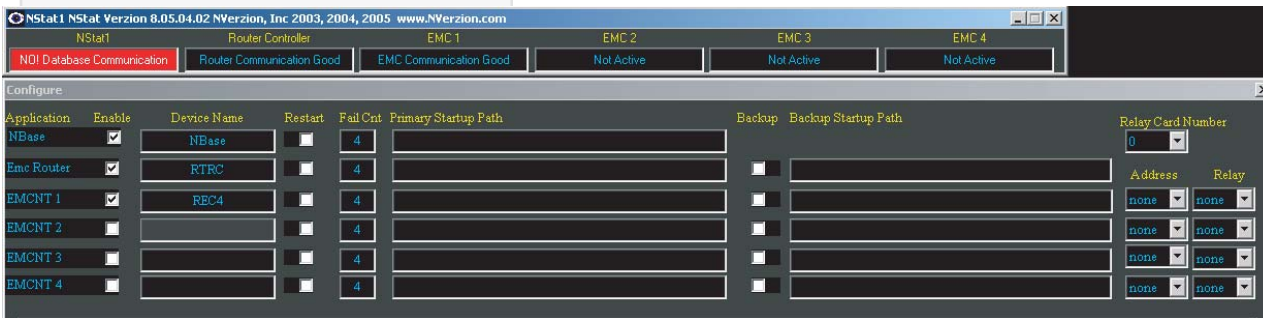 NStat1 NStat Verzion 8.05.04.02 NVerzion, Inc 2003, 2004, 2005 www.NVerzion.com
NStat1 Router Controller EMC 1 EMC 2 EMC 3 EMC 4
NO! Database Communication Router Communication Good EMC Communication Good Not Active Not Active Not Active
Configure
Application Enable Device Name Restart Fail Cnt Primary Startup Path Backup Backup Startup Path Relay Card Number
NBase NBase 4 0
Emc Router RTRC 4
Address Relay
EMCNT 1 REC4 4 none none
EMCNT 2 4 none none
EMCNT 3 4 none none
EMCNT 4 4 none none